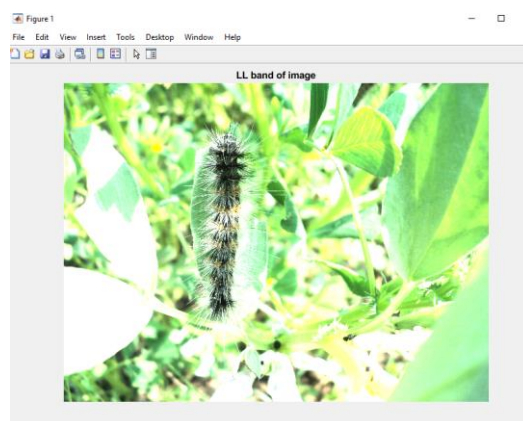 Figure 1
File Edit View Insert Tools Desktop Window Help
LL band of image